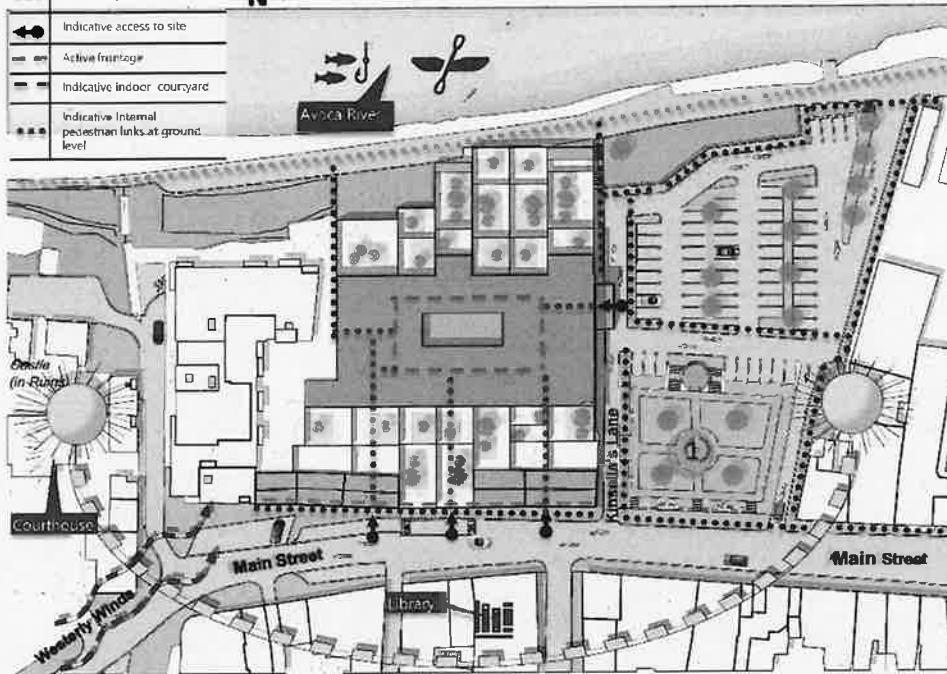 N
Indicative access to site
Active frontage
Indicative indoor courtyard
Indicative Internal
pedestrian links at ground
level
Avoca River
Castle
(in Ruins)
Courthouse
Kinsella's Lane
1
Main Street
Main Street
Westerly Winds
Library